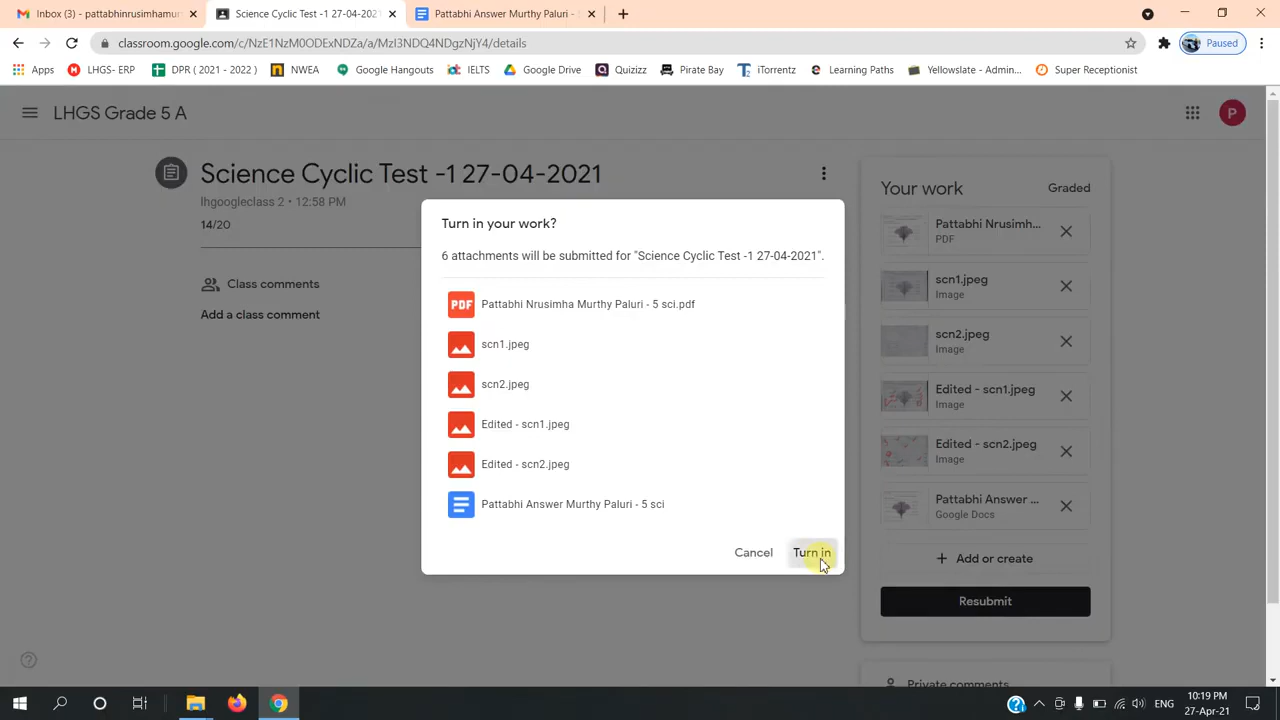 Inbox (3) - pattabhinrusimhamur
Science Cyclic Test -1 27-04-2021
Pattabhi Answer Murthy Paluri - 5
classroom.google.com/c/NzE1NzM0ODExNDZa/a/MzI3NDQ4NDgzNjY4/details
Paused
Apps
LHGS- ERP
DPR ( 2021 - 2022 )
NWEA
Google Hangouts
IELTS
Google Drive
Quizizz
Pirate Bay
iTorrentz
Learning Paths
Yellowslate - Admin...
Super Receptionist
LHGS Grade 5 A
P
Science Cyclic Test -1 27-04-2021
lhgoogleclass 2 • 12:58 PM
14/20
Class comments
Add a class comment
Turn in your work?
6 attachments will be submitted for "Science Cyclic Test -1 27-04-2021".
PDF
Pattabhi Nrusimha Murthy Paluri - 5 sci.pdf
scn1.jpeg
scn2.jpeg
Edited - scn1.jpeg
Edited - scn2.jpeg
Pattabhi Answer Murthy Paluri - 5 sci
Cancel
Turn in
Your work
Graded
Pattabhi Nrusimh...
PDF
scn1.jpeg
Image
scn2.jpeg
Image
Edited - scn1.jpeg
Image
Edited - scn2.jpeg
Image
Pattabhi Answer ...
Google Docs
+ Add or create
Resubmit
Private comments
ENG
10:19 PM
27-Apr-21